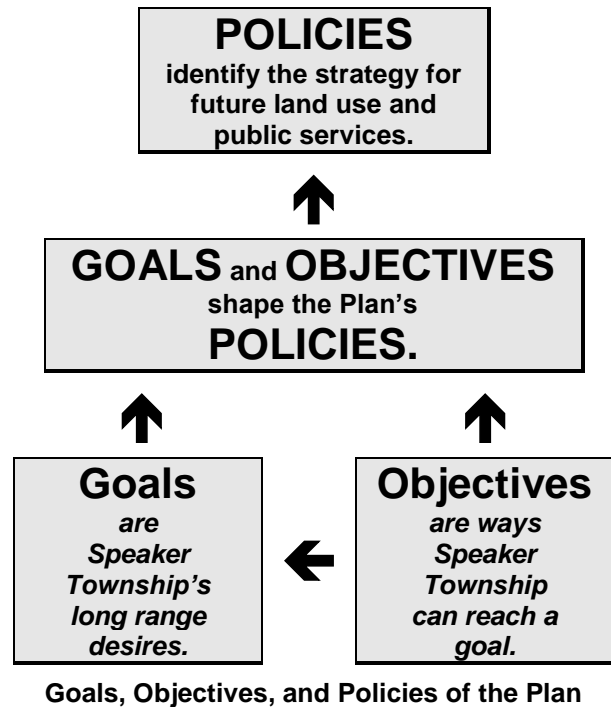 POLICIES
identify the strategy for
future land use and
public services.
GOALS and OBJECTIVES
shape the Plan's
POLICIES.
Goals
are
Speaker
Township's
long range
desires.
Objectives
are ways
Speaker
Township
can reach a
goal.
Goals, Objectives, and Policies of the Plan